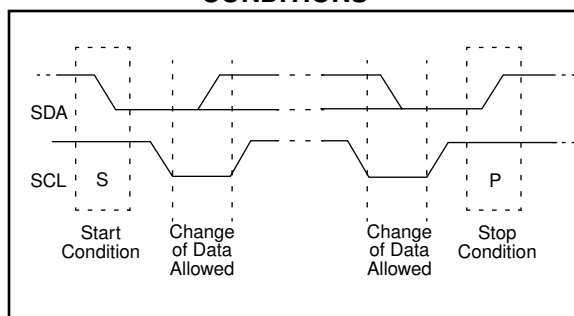 CONDITIONS
SDA
SCL
S
P
Start
Condition
Change
of Data
Allowed
Change
of Data
Allowed
Stop
Condition